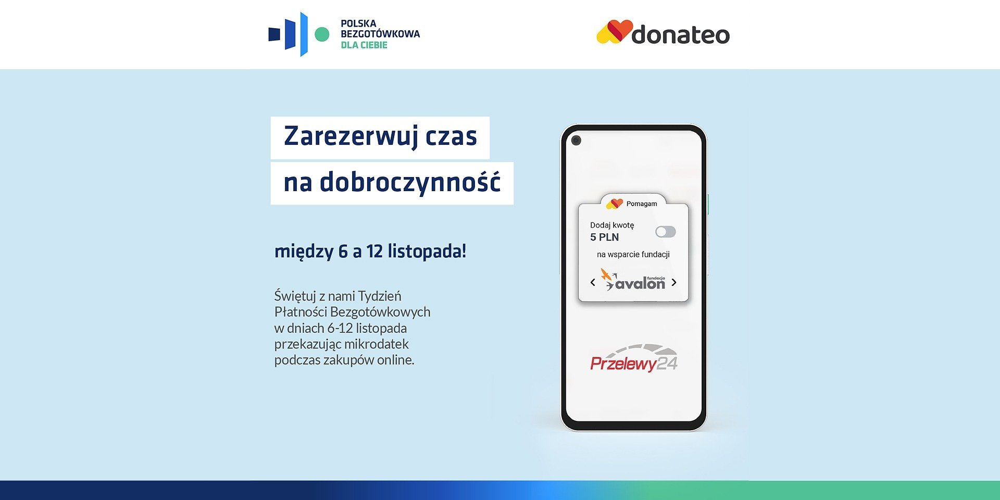 POLSKA
BEZGOTÓWKOWA
DLA CIEBIE
donateo
Zarezerwuj czas
na dobroczynność
między 6 a 12 listopada!
Świętuj z nami Tydzień
Płatności Bezgotówkowych
w dniach 6-12 listopada
przekazując mikrodatek
podczas zakupów online.
Pomagam
Dodaj kwotę
5 PLN
na wsparcie fundacji
fundacja
avalon
Przelewy24